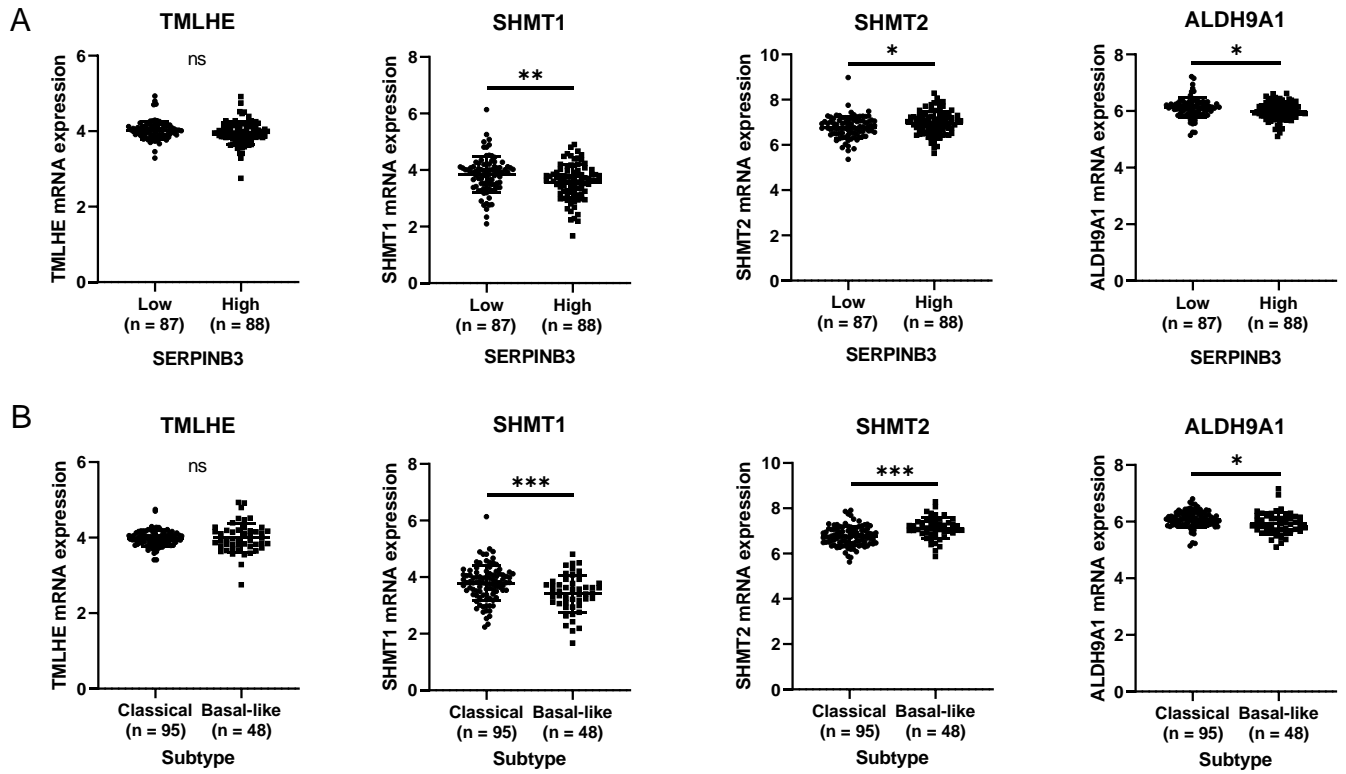 A
TMLHE
TMLHE mRNA expression
6
4
2
0
ns
Low
(n = 87)
High
(n = 88)
SERPINB3
SHMT1
SHMT1 mRNA expression
8
6
4
2
0
**
Low
(n = 87)
High
(n = 88)
SERPINB3
SHMT2
SHMT2 mRNA expression
10
8
6
4
2
0
*
Low
(n = 87)
High
(n = 88)
SERPINB3
ALDH9A1
ALDH9A1 mRNA expression
8
6
4
2
0
*
Low
(n = 87)
High
(n = 88)
SERPINB3
B
TMLHE
TMLHE mRNA expression
6
4
2
0
ns
Classical
(n = 95)
Basal-like
(n = 48)
Subtype
SHMT1
SHMT1 mRNA expression
8
6
4
2
0
***
Classical
(n = 95)
Basal-like
(n = 48)
Subtype
SHMT2
SHMT2 mRNA expression
10
8
6
4
2
0
***
Classical
(n = 95)
Basal-like
(n = 48)
Subtype
ALDH9A1
ALDH9A1 mRNA expression
8
6
4
2
0
*
Classical
(n = 95)
Basal-like
(n = 48)
Subtype